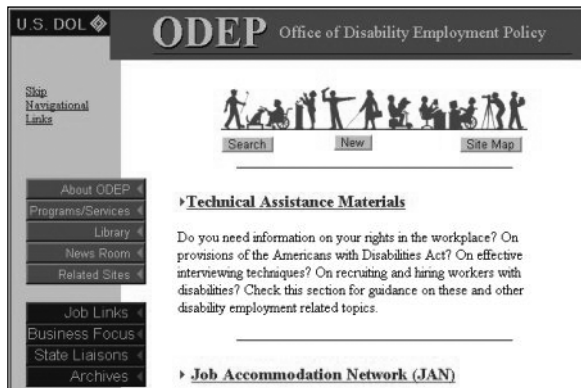 U.S. DOL
ODEP Office of Disability Employment Policy
Skip
Navigational
Links
Search New Site Map
About ODEP
Programs/Services
Library
News Room
Related Sites
Job Links
Business Focus
State Liaisons
Archives
Technical Assistance Materials
Do you need information on your rights in the workplace? On
provisions of the Americans with Disabilities Act? On effective
interviewing techniques? On recruiting and hiring workers with
disabilities? Check this section for guidance on these and other
disability employment related topics.
Job Accommodation Network (JAN)